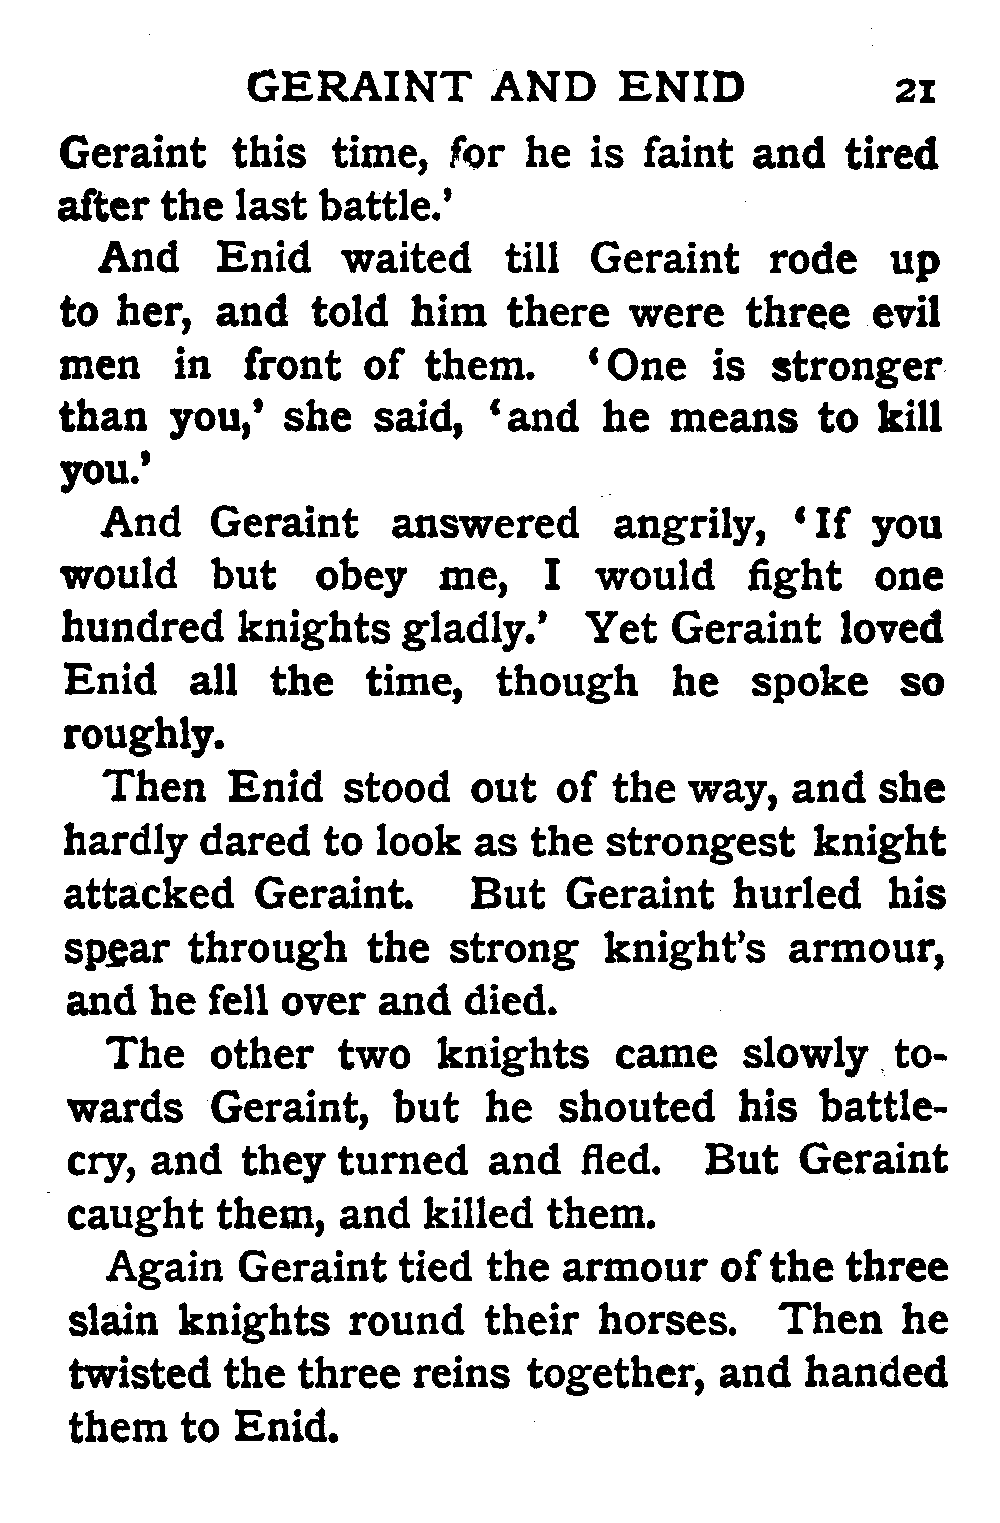 GERAINT AND ENID 21
Geraint this time, for he is faint and tired
after the last battle.’
And Enid waited till Geraint rode up
to her, and told him there were three evil
men in front of them. ‘One is stronger
than you,’ she said, ‘and he means to kill
you.’
And Geraint answered angrily, ‘If you
would but obey me, I would fight one
hundred knights gladly.’ Yet Geraint loved
Enid all the time, though he spoke so
roughly.
Then Enid stood out of the way, and she
hardly dared to look as the strongest knight
attacked Geraint. But Geraint hurled his
spear through the strong knight’s armour,
and he fell over and died.
The other two knights came slowly to-
wards Geraint, but he shouted his battle-
cry, and they turned and fled. But Geraint
caught them, and killed them.
Again Geraint tied the armour of the three
slain knights round their horses. Then he
twisted the three reins together, and handed
them to Enid.